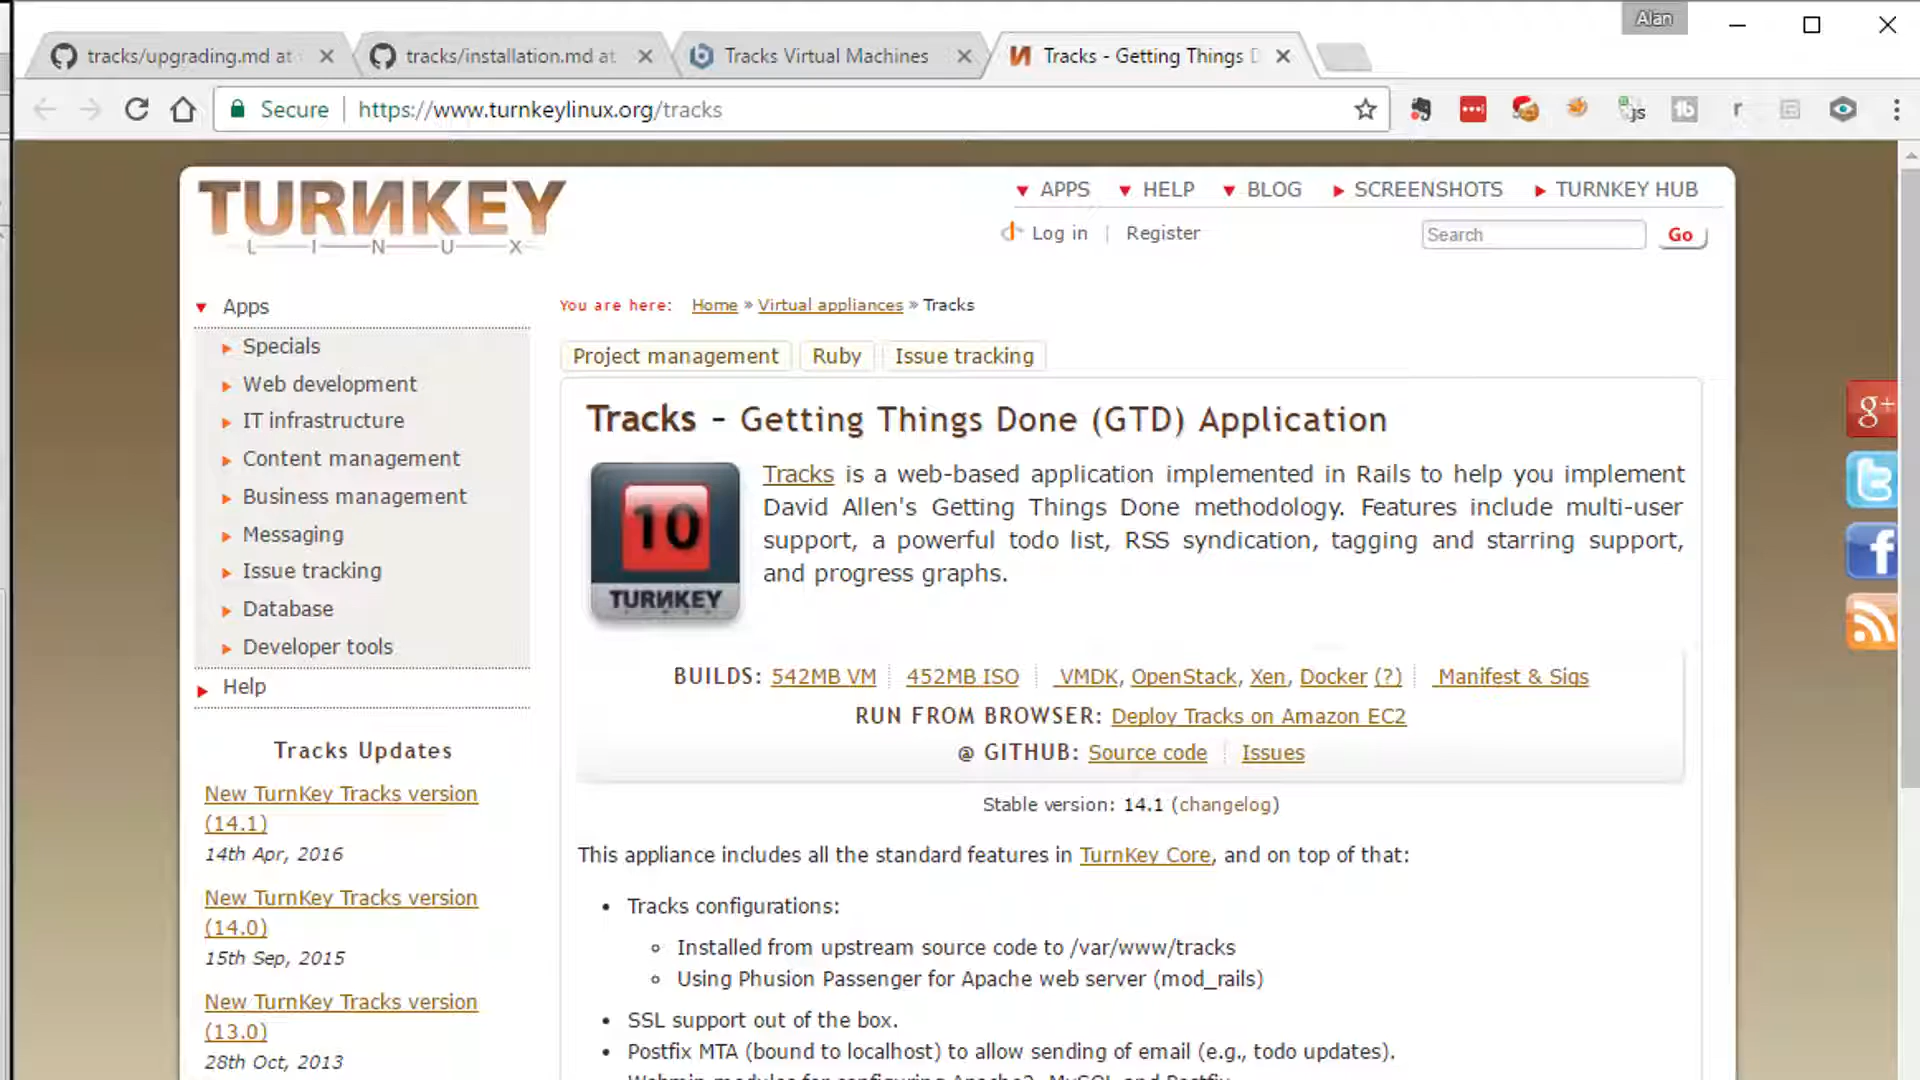 Alan
tracks/upgrading.md at
tracks/installation.md at
Tracks Virtual Machines
Tracks - Getting Things D
Secure
https://www.turnkeylinux.org/tracks
js
r
TURNKEY
LINUX
APPS
HELP
BLOG
SCREENSHOTS
TURNKEY HUB
Log in | Register
Search
Go
Apps
Specials
Web development
IT infrastructure
Content management
Business management
Messaging
Issue tracking
Database
Developer tools
Help
Tracks Updates
New TurnKey Tracks version
(14.1)
14th Apr, 2016
New TurnKey Tracks version
(14.0)
15th Sep, 2015
New TurnKey Tracks version
(13.0)
28th Oct, 2013
You are here: Home » Virtual appliances » Tracks
Project management
Ruby
Issue tracking
Tracks - Getting Things Done (GTD) Application
10
TURNKEY
Tracks is a web-based application implemented in Rails to help you implement
David Allen's Getting Things Done methodology. Features include multi-user
support, a powerful todo list, RSS syndication, tagging and starring support,
and progress graphs.
BUILDS: 542MB VM 452MB ISO VMDK, OpenStack, Xen, Docker (?) Manifest & Sigs
RUN FROM BROWSER: Deploy Tracks on Amazon EC2
@ GITHUB: Source code Issues
Stable version: 14.1 (changelog)
This appliance includes all the standard features in TurnKey Core, and on top of that:
• Tracks configurations:
Installed from upstream source code to /var/www/tracks
Using Phusion Passenger for Apache web server (mod_rails)
• SSL support out of the box.
• Postfix MTA (bound to localhost) to allow sending of email (e.g., todo updates).
Webmin modules for configuring Apache2, MySQL and Postfix.
g+
t
f